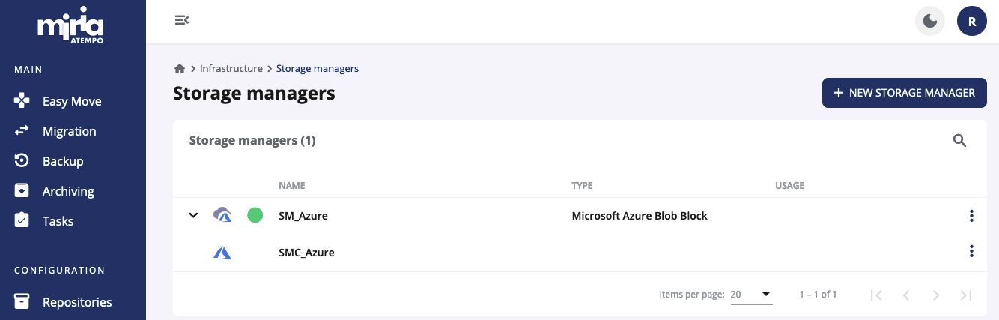 miria
ATEMPO
R
MAIN
Easy Move
Migration
Backup
Archiving
Tasks
CONFIGURATION
Repositories
Infrastructure Storage managers
Storage managers
+ NEW STORAGE MANAGER
Storage managers (1)
NAME TYPE USAGE
SM_Azure Microsoft Azure Blob Block
SMC_Azure
Items per page: 20 1 – 1 of 1